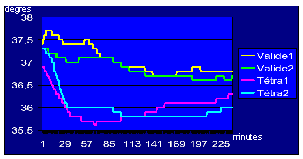 degres
38
37.5
37
36.5
36
35.5
1 29 57 85 113 141 169 197 225
minutes
Valide1
Valide2
Tétra1
Tétra2